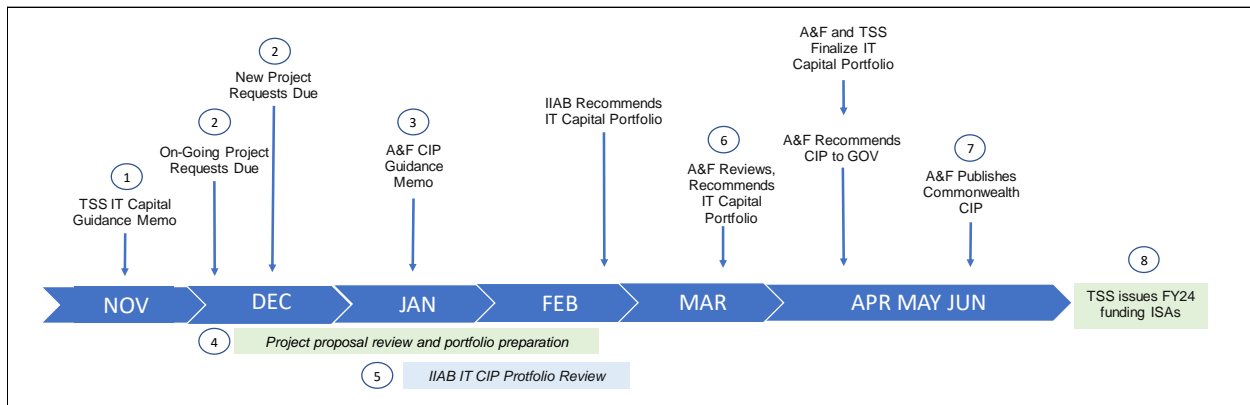 1
TSS IT Capital
Guidance Memo
2
On-Going Project
Requests Due
2
New Project
Requests Due
3
A&F CIP
Guidance
Memo
IIAB Recommends
IT Capital Portfolio
6
A&F Reviews,
Recommends
IT Capital
Portfolio
A&F and TSS
Finalize IT
Capital Portfolio
A&F Recommends
CIP to GOV
7
A&F Publishes
Commonwealth
CIP
8
TSS issues FY24
funding ISAs
NOV
DEC
JAN
FEB
MAR
APR MAY JUN
4
Project proposal review and portfolio preparation
5
IIAB IT CIP Protfolio Review